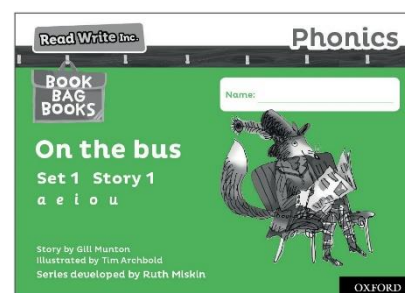 Read Write Inc.
Phonics
BOOK
BAG
BOOKS
Name:
On the bus
Set 1 Story 1
a e i o u
Story by Gill Munton
Illustrated by Tim Archbold
Series developed by Ruth Miskin
OXFORD